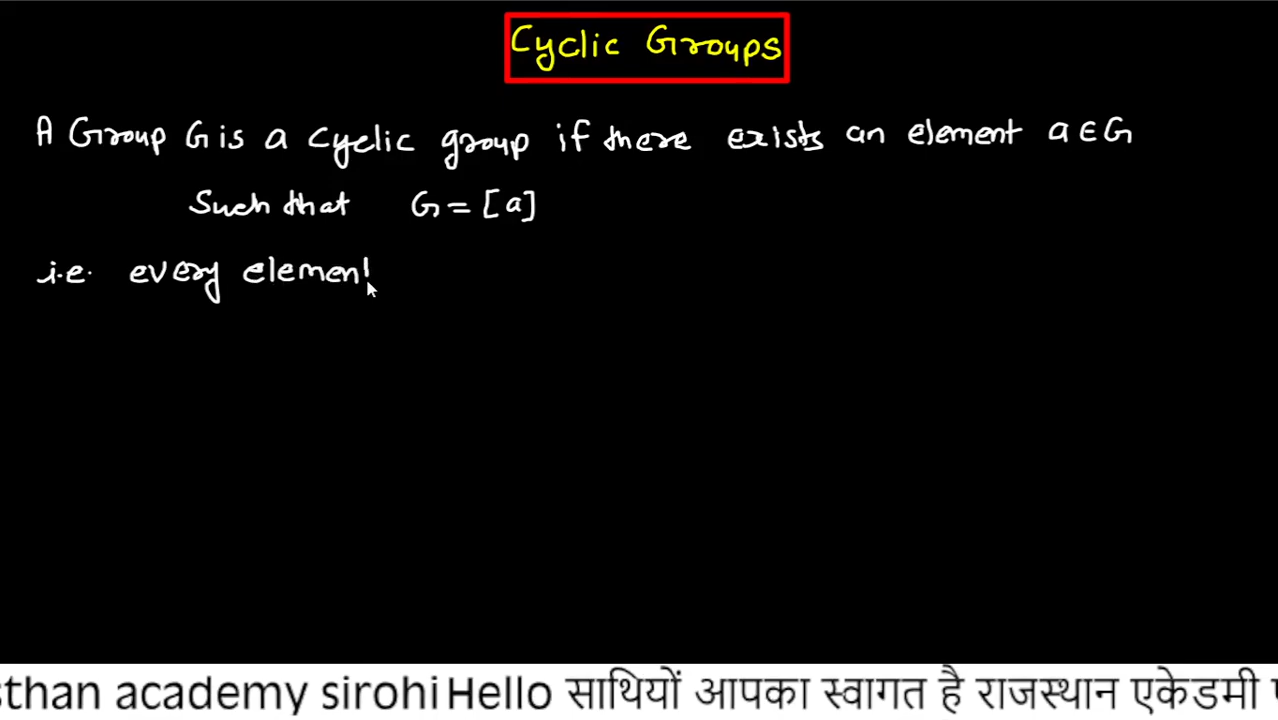 Cyclic Groups
A Group G is a cyclic group if there exists an element a∈G
Such that G = [a]
i.e. every element
sthan academy sirohi Hello साथियों आपका स्वागत है राजस्थान एकेडमी